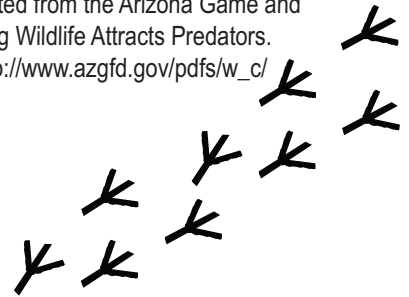 ted from the Arizona Game and
g Wildlife Attracts Predators.
://www.azgfd.gov/pdfs/w_c/